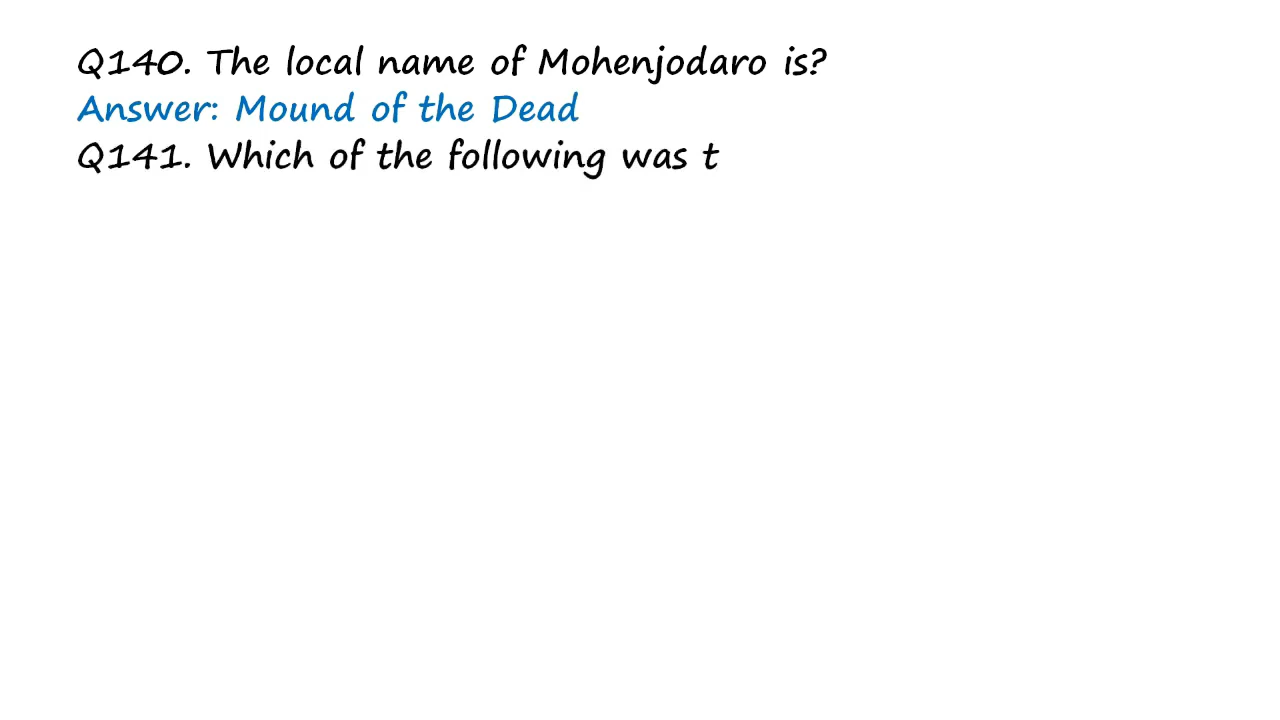 Q140. The local name of Mohenjodaro is?
Answer: Mound of the Dead
Q141. Which of the following was t